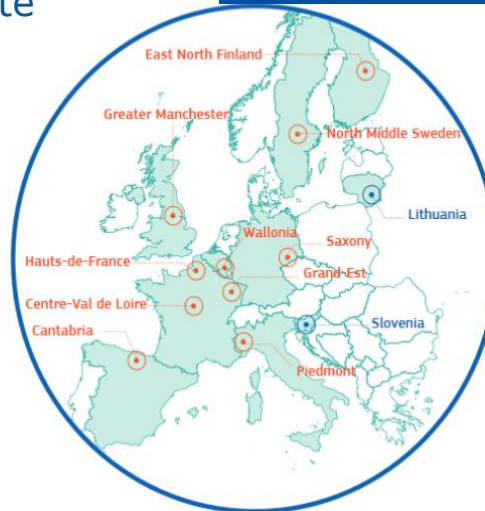 East North Finland
Greater Manchester
North Middle Sweden
Lithuania
Wallonia
Saxony
Hauts-de-France
Grand-Est
Centre-Val de Loire
Slovenia
Cantabria
Piedmont